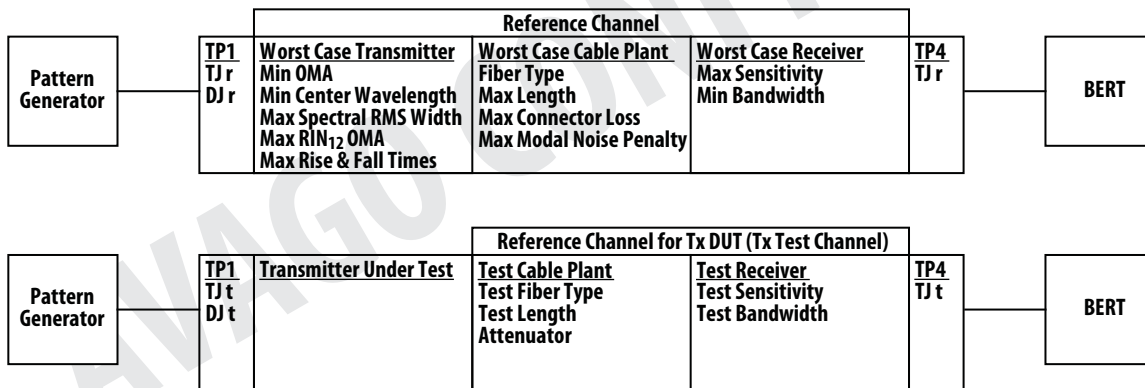 Reference Channel
Pattern
Generator
TP1
TJ r
DJ r
Worst Case Transmitter
Min OMA
Min Center Wavelength
Max Spectral RMS Width
Max RIN12 OMA
Max Rise & Fall Times
Worst Case Cable Plant
Fiber Type
Max Length
Max Connector Loss
Max Modal Noise Penalty
Worst Case Receiver
Max Sensitivity
Min Bandwidth
TP4
TJ r
BERT
Reference Channel for Tx DUT (Tx Test Channel)
Pattern
Generator
TP1
TJ t
DJ t
Transmitter Under Test
Test Cable Plant
Test Fiber Type
Test Length
Attenuator
Test Receiver
Test Sensitivity
Test Bandwidth
TP4
TJ t
BERT